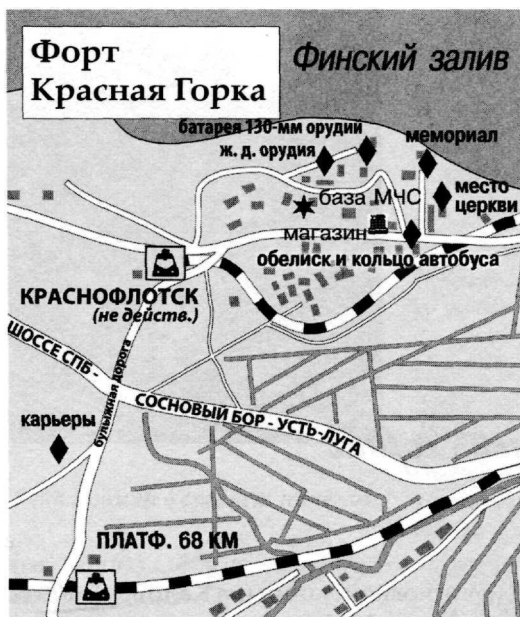 Форт
Красная Горка
Финский залив
батарея 130-мм орудий
ж. д. орудия
мемориал
база МЧС
место
церкви
магазин
обелиск и кольцо автобуса
КРАСНОФЛОТСК
(не действ.)
ШОССЕ СПБ -
СОСНОВЫЙ БОР - УСТЬ-ЛУГА
булыжная дорога
карьеры
ПЛАТФ. 68 КМ